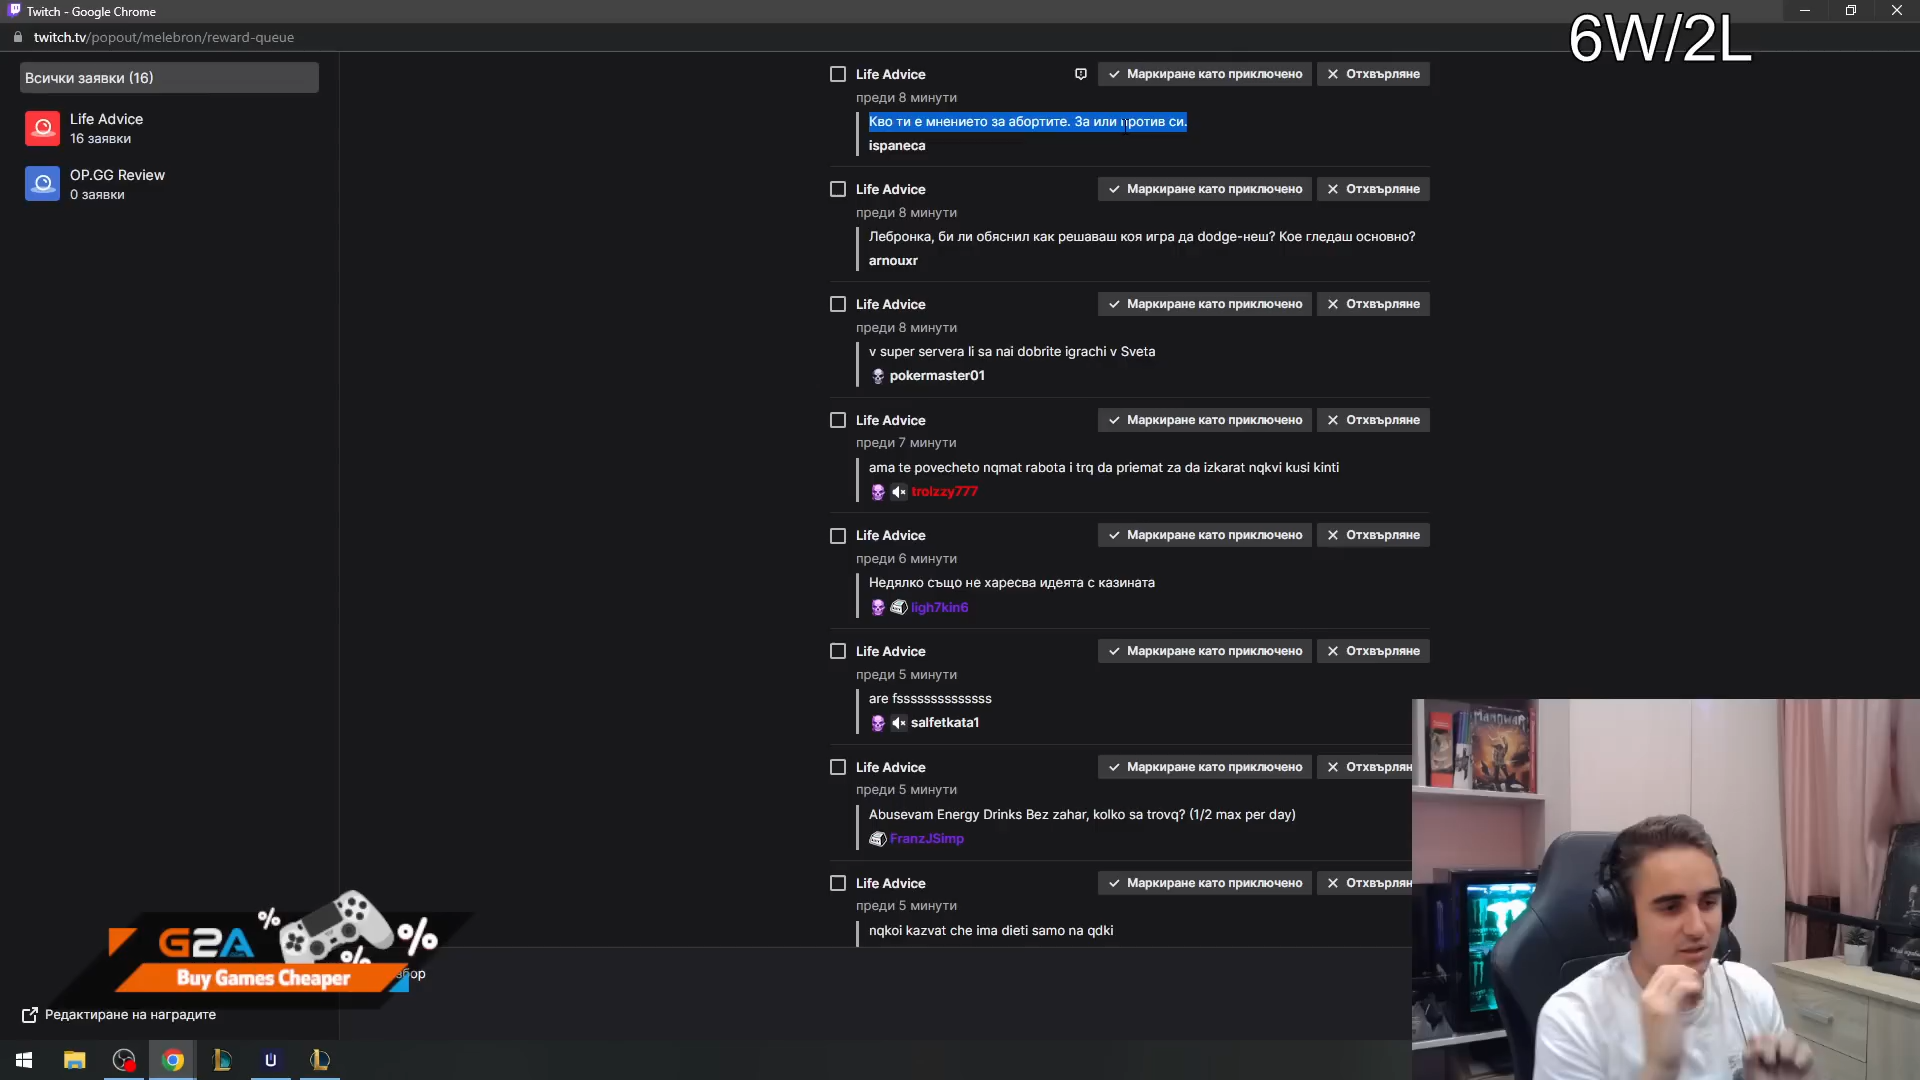 Twitch - Google Chrome
twitch.tv/popout/melebron/reward-queue
6W/2L
Всички заявки (16)
Life Advice
16 заявки
OP.GG Review
0 заявки
Life Advice
Маркиране като приключено
Отхвърляне
преди 8 минути
Кво ти е мнението за абортите. За или против си.
ispaneca
Life Advice
Маркиране като приключено
Отхвърляне
преди 8 минути
Лебронка, би ли обяснил как решаваш коя игра да dodge-неш? Кое гледаш основно?
arnouxr
Life Advice
Маркиране като приключено
Отхвърляне
преди 8 минути
v super servera li sa nai dobrite igrachi v Sveta
pokermaster01
Life Advice
Маркиране като приключено
Отхвърляне
преди 7 минути
ama te povecheto nqmat rabota i trq da priemat za da izkarat nqkvi kusi kinti
trolzzy777
Life Advice
Маркиране като приключено
Отхвърляне
преди 6 минути
Недялко също не харесва идеята с казината
ligh7kin6
Life Advice
Маркиране като приключено
Отхвърляне
преди 5 минути
are fssssssssssssss
salfetkata1
Life Advice
Маркиране като приключено
Отхвърлян
преди 5 минути
Abusevam Energy Drinks Bez zahar, kolko sa trovq? (1/2 max per day)
FranzJSimp
Life Advice
Маркиране като приключено
Отхвърлян
преди 5 минути
nqkoi kazvat che ima dieti samo na qdki
G2A
Buy Games Cheaper
Редактиране на наградите
MANOWAR